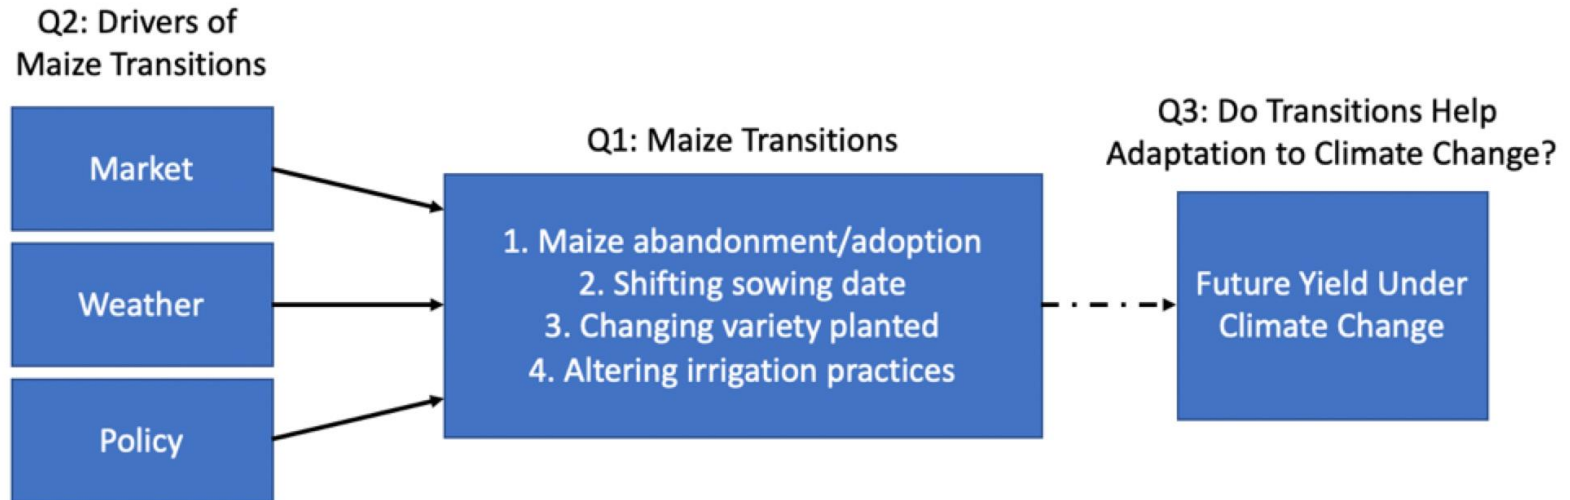 Q2: Drivers of
Maize Transitions
Market
Weather
Policy
Q1: Maize Transitions
1. Maize abandonment/adoption
2. Shifting sowing date
3. Changing variety planted
4. Altering irrigation practices
Q3: Do Transitions Help
Adaptation to Climate Change?
Future Yield Under
Climate Change